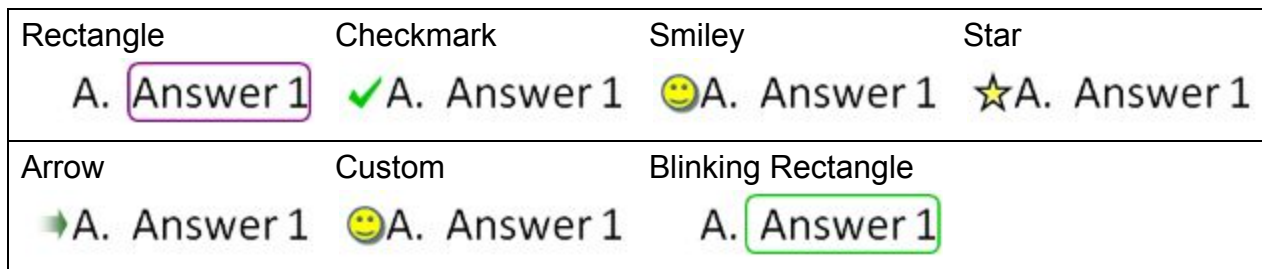 Rectangle Checkmark Smiley Star
A. Answer 1 A. Answer 1 A. Answer 1 A. Answer 1
Arrow Custom Blinking Rectangle
A. Answer 1 A. Answer 1 A. Answer 1